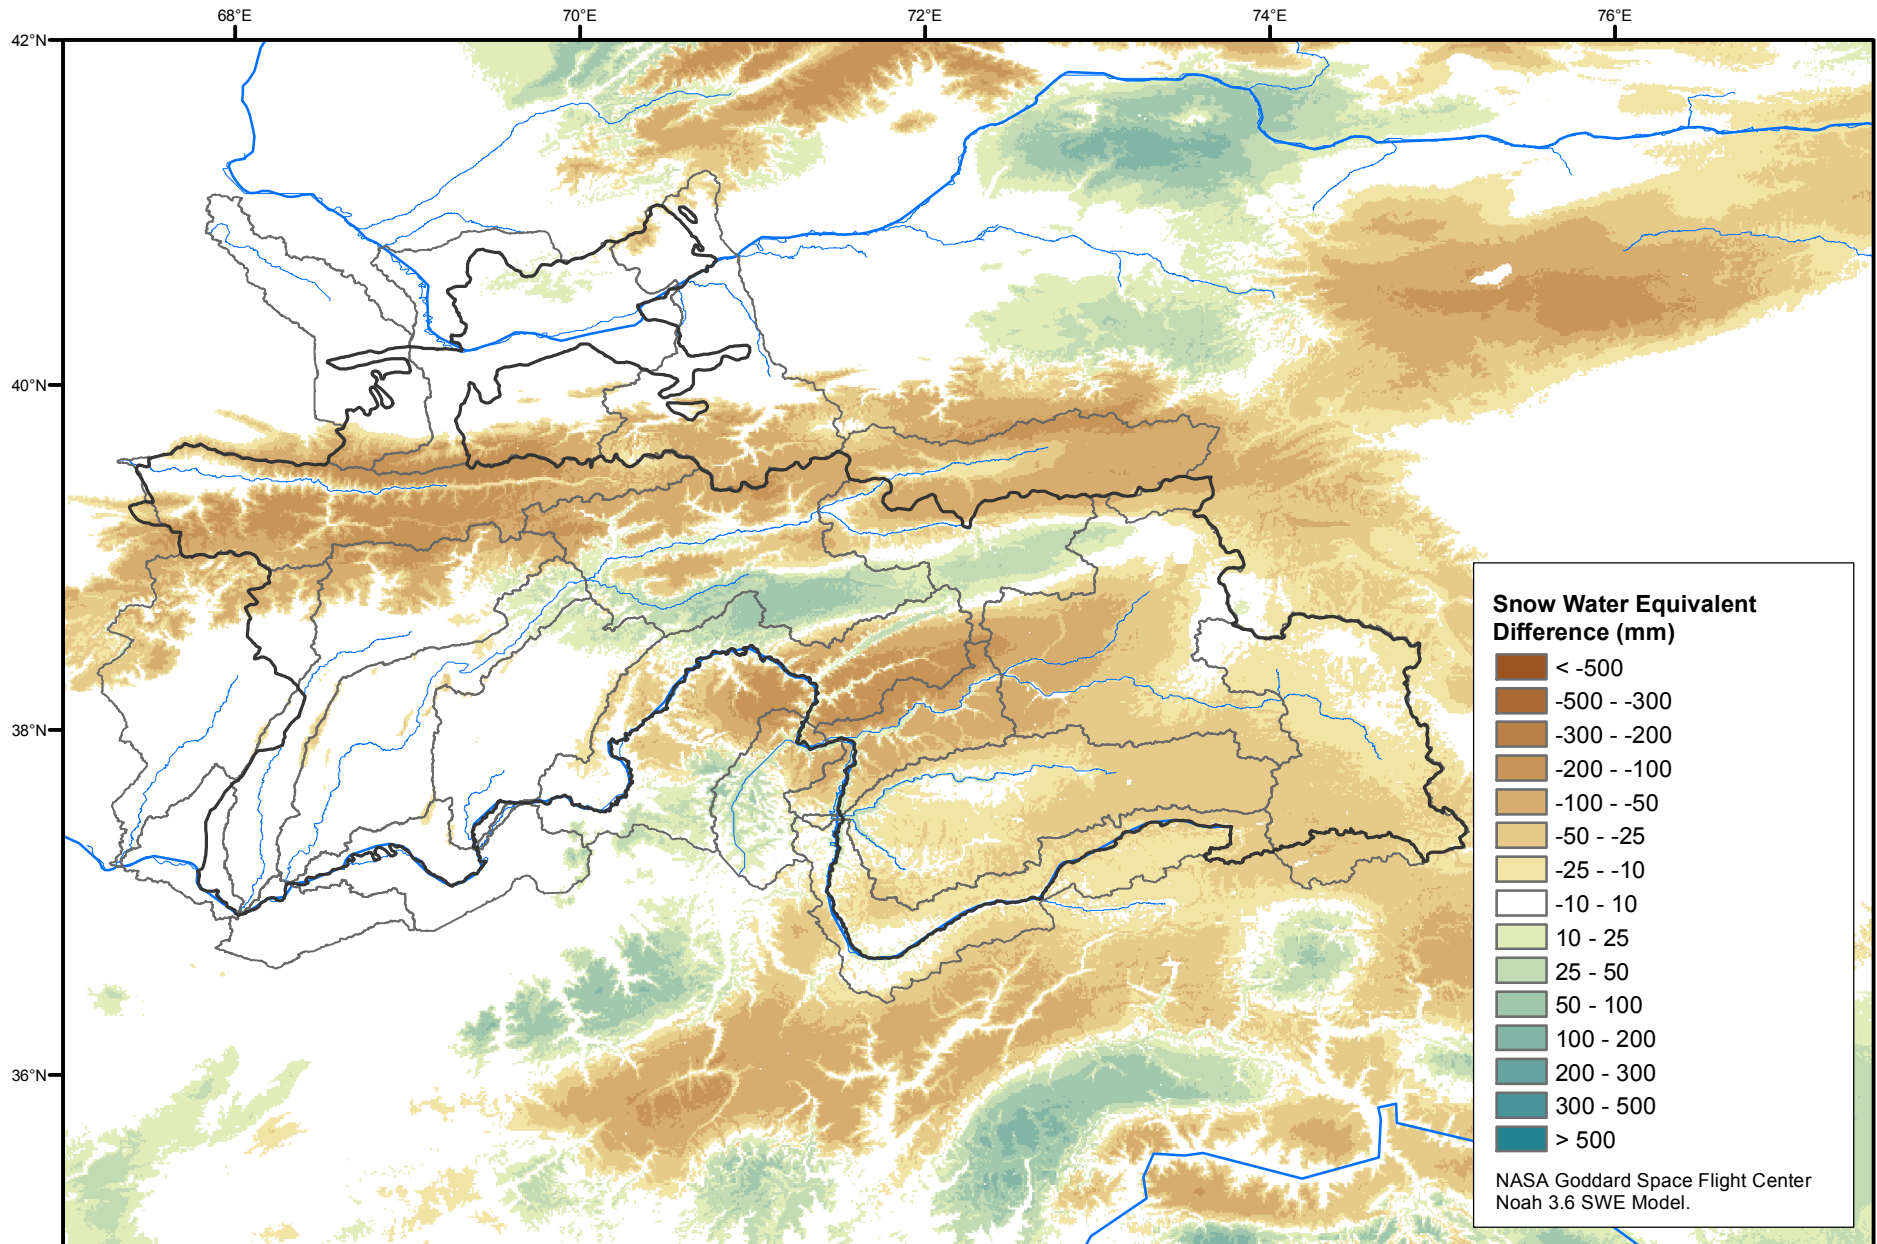 68°E
70°E
72°E
74°E
76°E
42°N
40°N
38°N
36°N
Snow Water Equivalent
Difference (mm)
< -500
-500 - -300
-300 - -200
-200 - -100
-100 - -50
-50 - -25
-25 - -10
-10 - 10
10 - 25
25 - 50
50 - 100
100 - 200
200 - 300
300 - 500
> 500
NASA Goddard Space Flight Center
Noah 3.6 SWE Model.